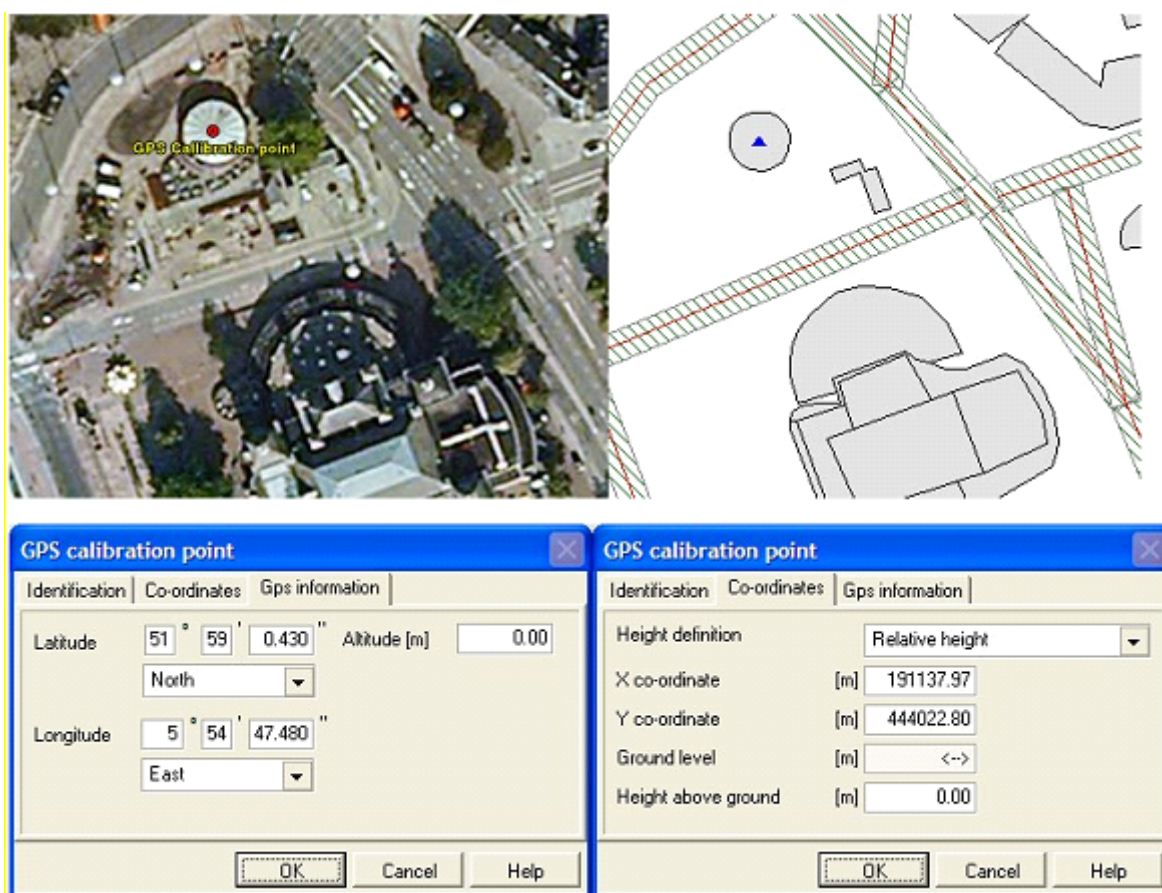 GPS Callibration point
GPS calibration point
Identification Co-ordinates Gps information
Latitude 51 ° 59 ' 0.430 " Altitude [m] 0.00
North
Longitude 5 ° 54 ' 47.480 "
East
OK Cancel Help
GPS calibration point
Identification Co-ordinates Gps information
Height definition Relative height
X co-ordinate [m] 191137.97
Y co-ordinate [m] 444022.80
Ground level [m] <-->
Height above ground [m] 0.00
OK Cancel Help